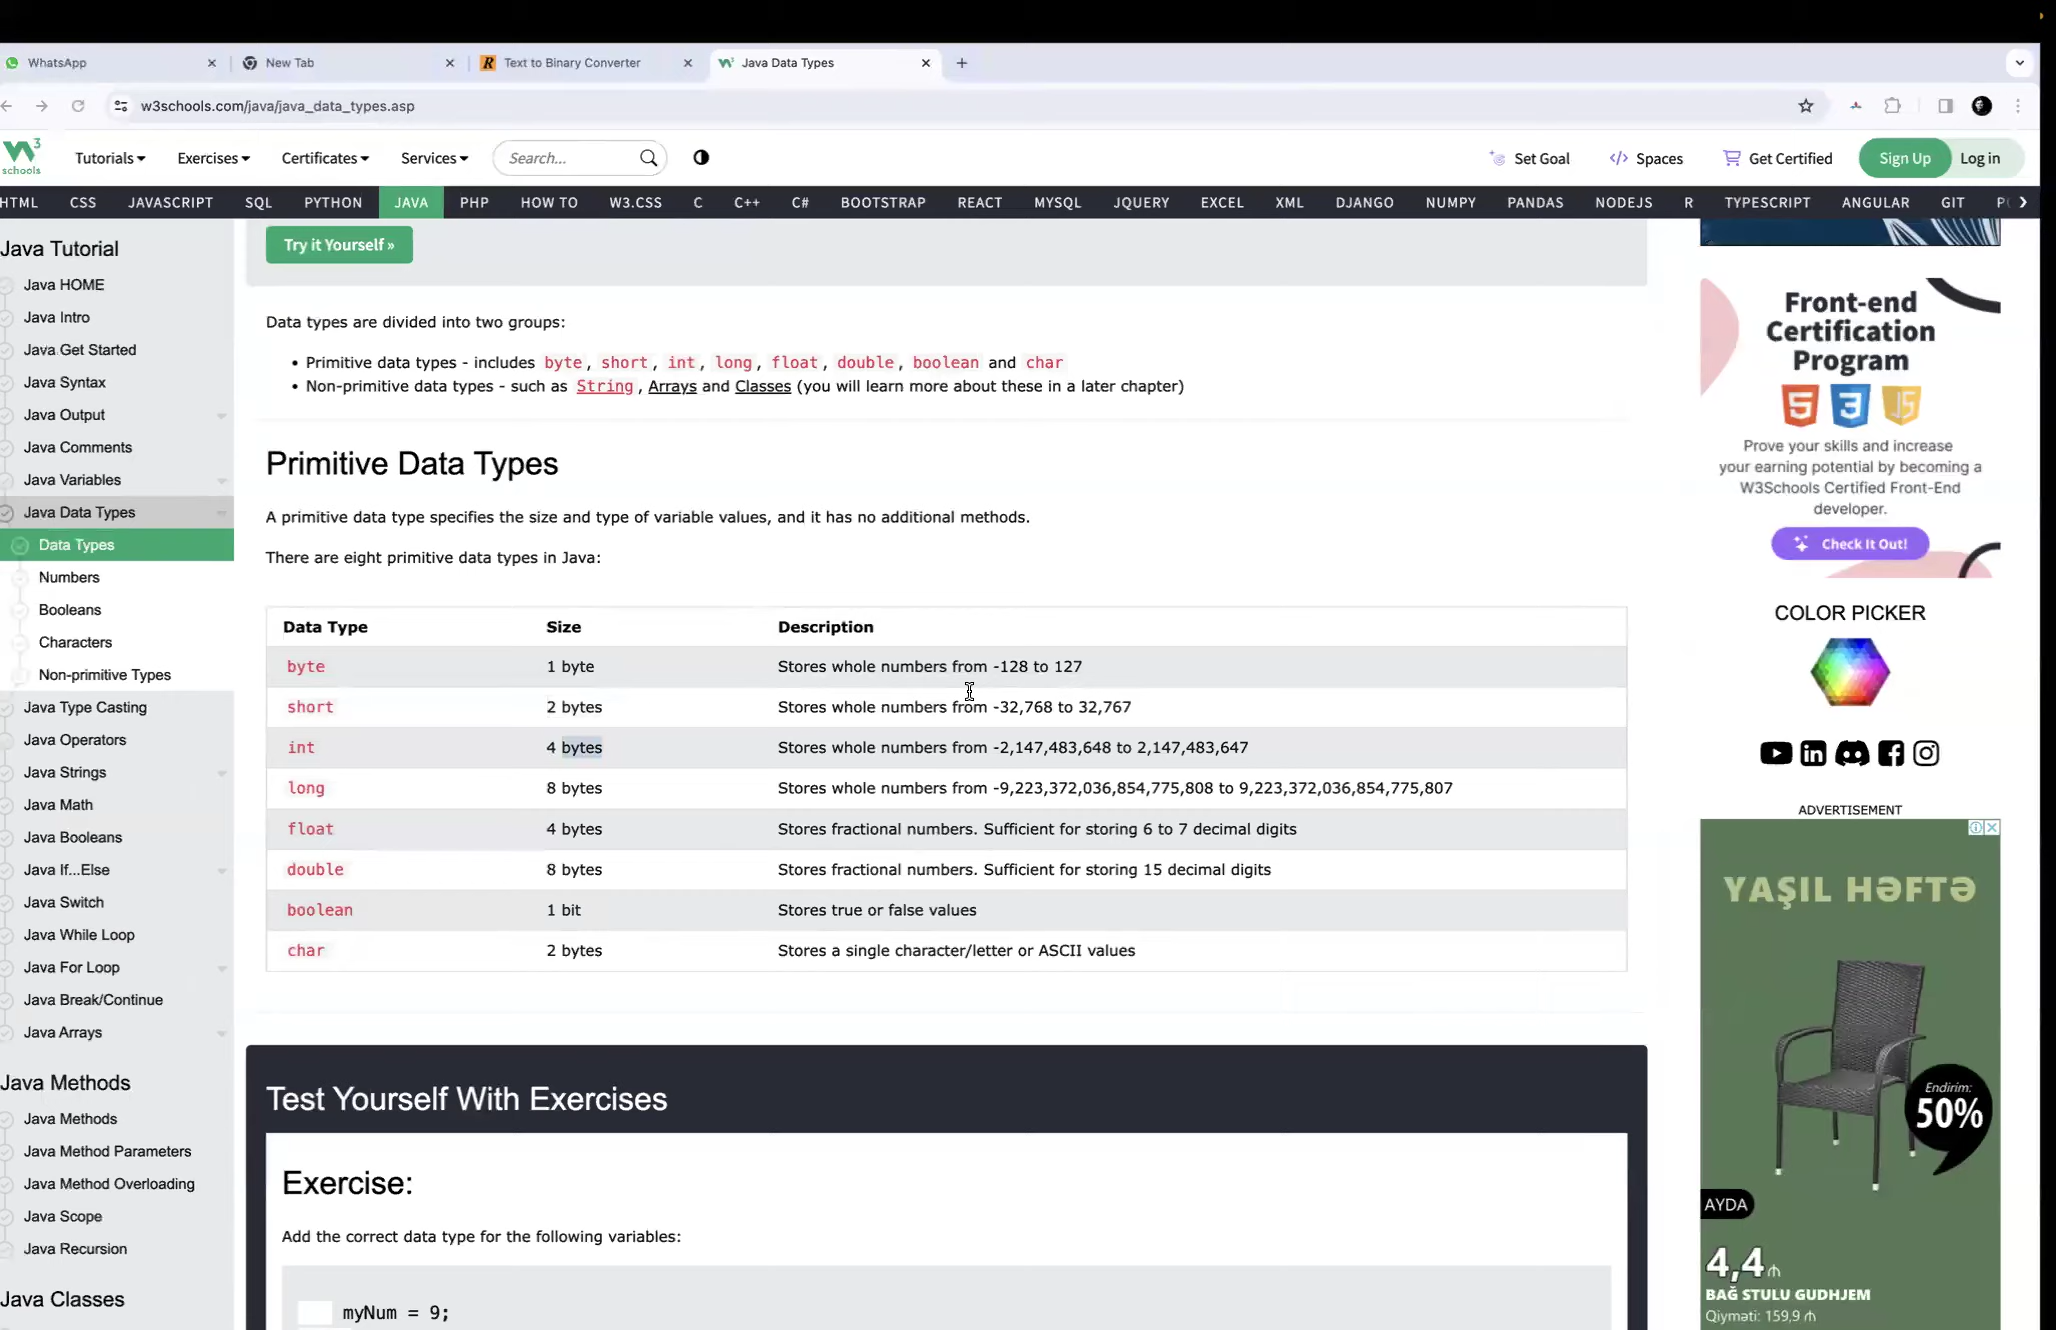 WhatsApp
New Tab
Text to Binary Converter
Java Data Types
w3schools.com/java/java_data_types.asp
W3 schools
Tutorials
Exercises
Certificates
Services
Search...
Set Goal
Spaces
Get Certified
Sign Up
Log in
HTML CSS JAVASCRIPT SQL PYTHON JAVA PHP HOW TO W3.CSS C C++ C# BOOTSTRAP REACT MYSQL JQUERY EXCEL XML DJANGO NUMPY PANDAS NODEJS R TYPESCRIPT ANGULAR GIT
Java Tutorial
Java HOME
Java Intro
Java Get Started
Java Syntax
Java Output
Java Comments
Java Variables
Java Data Types
Data Types
Numbers
Booleans
Characters
Non-primitive Types
Java Type Casting
Java Operators
Java Strings
Java Math
Java Booleans
Java If...Else
Java Switch
Java While Loop
Java For Loop
Java Break/Continue
Java Arrays
Java Methods
Java Methods
Java Method Parameters
Java Method Overloading
Java Scope
Java Recursion
Java Classes
Try it Yourself »
Data types are divided into two groups:
• Primitive data types - includes byte, short, int, long, float, double, boolean and char
• Non-primitive data types - such as String, Arrays and Classes (you will learn more about these in a later chapter)
Primitive Data Types
A primitive data type specifies the size and type of variable values, and it has no additional methods.
There are eight primitive data types in Java:
Data Type Size Description
byte 1 byte Stores whole numbers from -128 to 127
short 2 bytes Stores whole numbers from -32,768 to 32,767
int 4 bytes Stores whole numbers from -2,147,483,648 to 2,147,483,647
long 8 bytes Stores whole numbers from -9,223,372,036,854,775,808 to 9,223,372,036,854,775,807
float 4 bytes Stores fractional numbers. Sufficient for storing 6 to 7 decimal digits
double 8 bytes Stores fractional numbers. Sufficient for storing 15 decimal digits
boolean 1 bit Stores true or false values
char 2 bytes Stores a single character/letter or ASCII values
Test Yourself With Exercises
Exercise:
Add the correct data type for the following variables:
myNum = 9;
Front-end
Certification
Program
5 3 JS
Prove your skills and increase
your earning potential by becoming a
W3Schools Certified Front-End
developer.
Check It Out!
COLOR PICKER
ADVERTISEMENT
YAŞIL HƏFTƏ
Endirim:
50%
AYDA
4,4 ₼
BAĞ STULU GUDHJEM
Qiyməti: 159,9 ₼